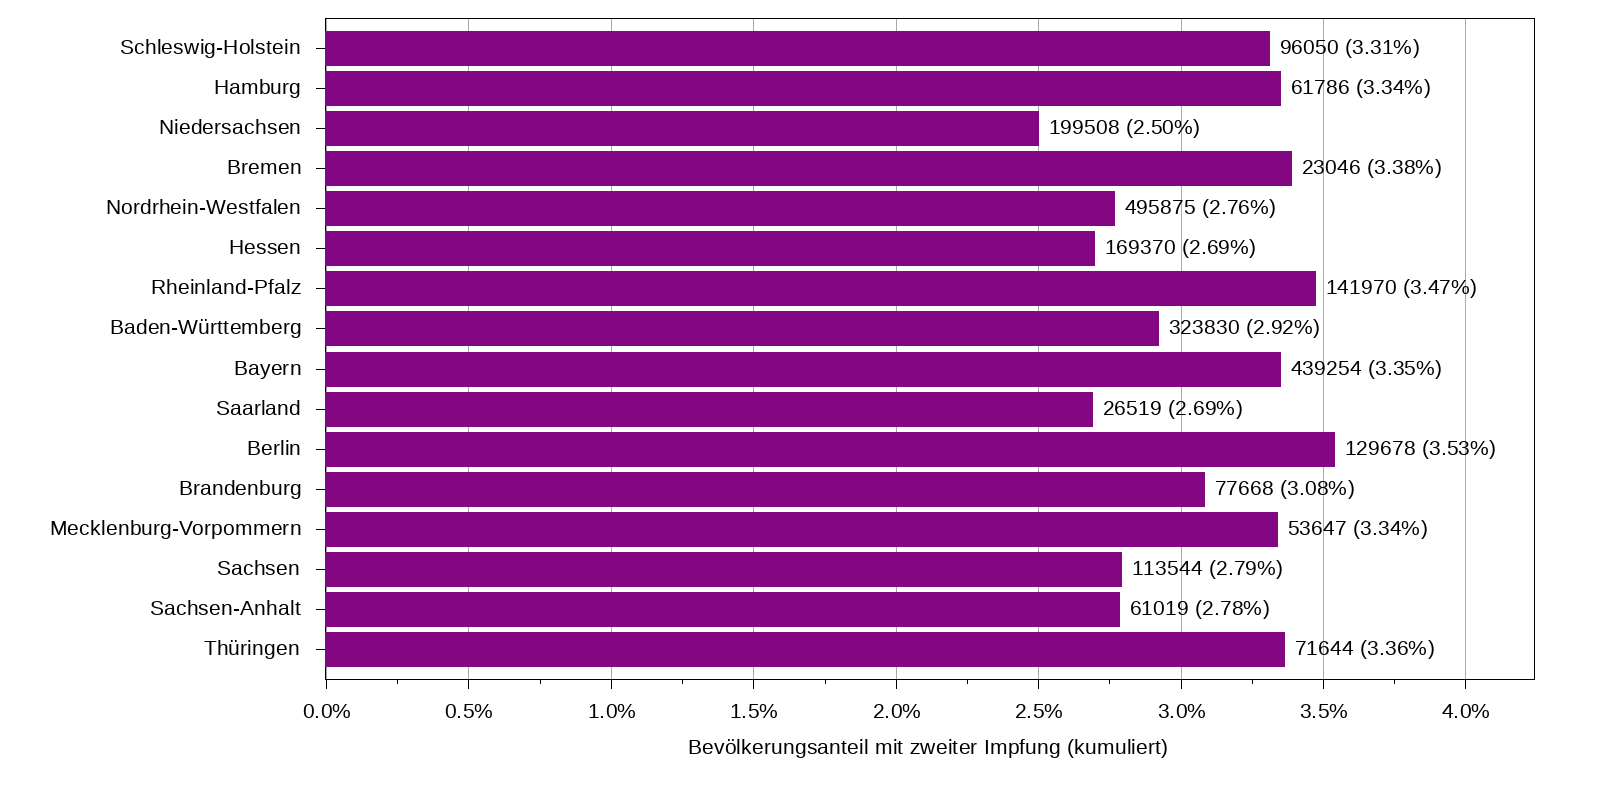 Schleswig-Holstein 96050 (3.31%)
Hamburg 61786 (3.34%)
Niedersachsen 199508 (2.50%)
Bremen 23046 (3.38%)
Nordrhein-Westfalen 495875 (2.76%)
Hessen 169370 (2.69%)
Rheinland-Pfalz 141970 (3.47%)
Baden-Württemberg 323830 (2.92%)
Bayern 439254 (3.35%)
Saarland 26519 (2.69%)
Berlin 129678 (3.53%)
Brandenburg 77668 (3.08%)
Mecklenburg-Vorpommern 53647 (3.34%)
Sachsen 113544 (2.79%)
Sachsen-Anhalt 61019 (2.78%)
Thüringen 71644 (3.36%)
0.0% 0.5% 1.0% 1.5% 2.0% 2.5% 3.0% 3.5% 4.0%
Bevölkerungsanteil mit zweiter Impfung (kumuliert)